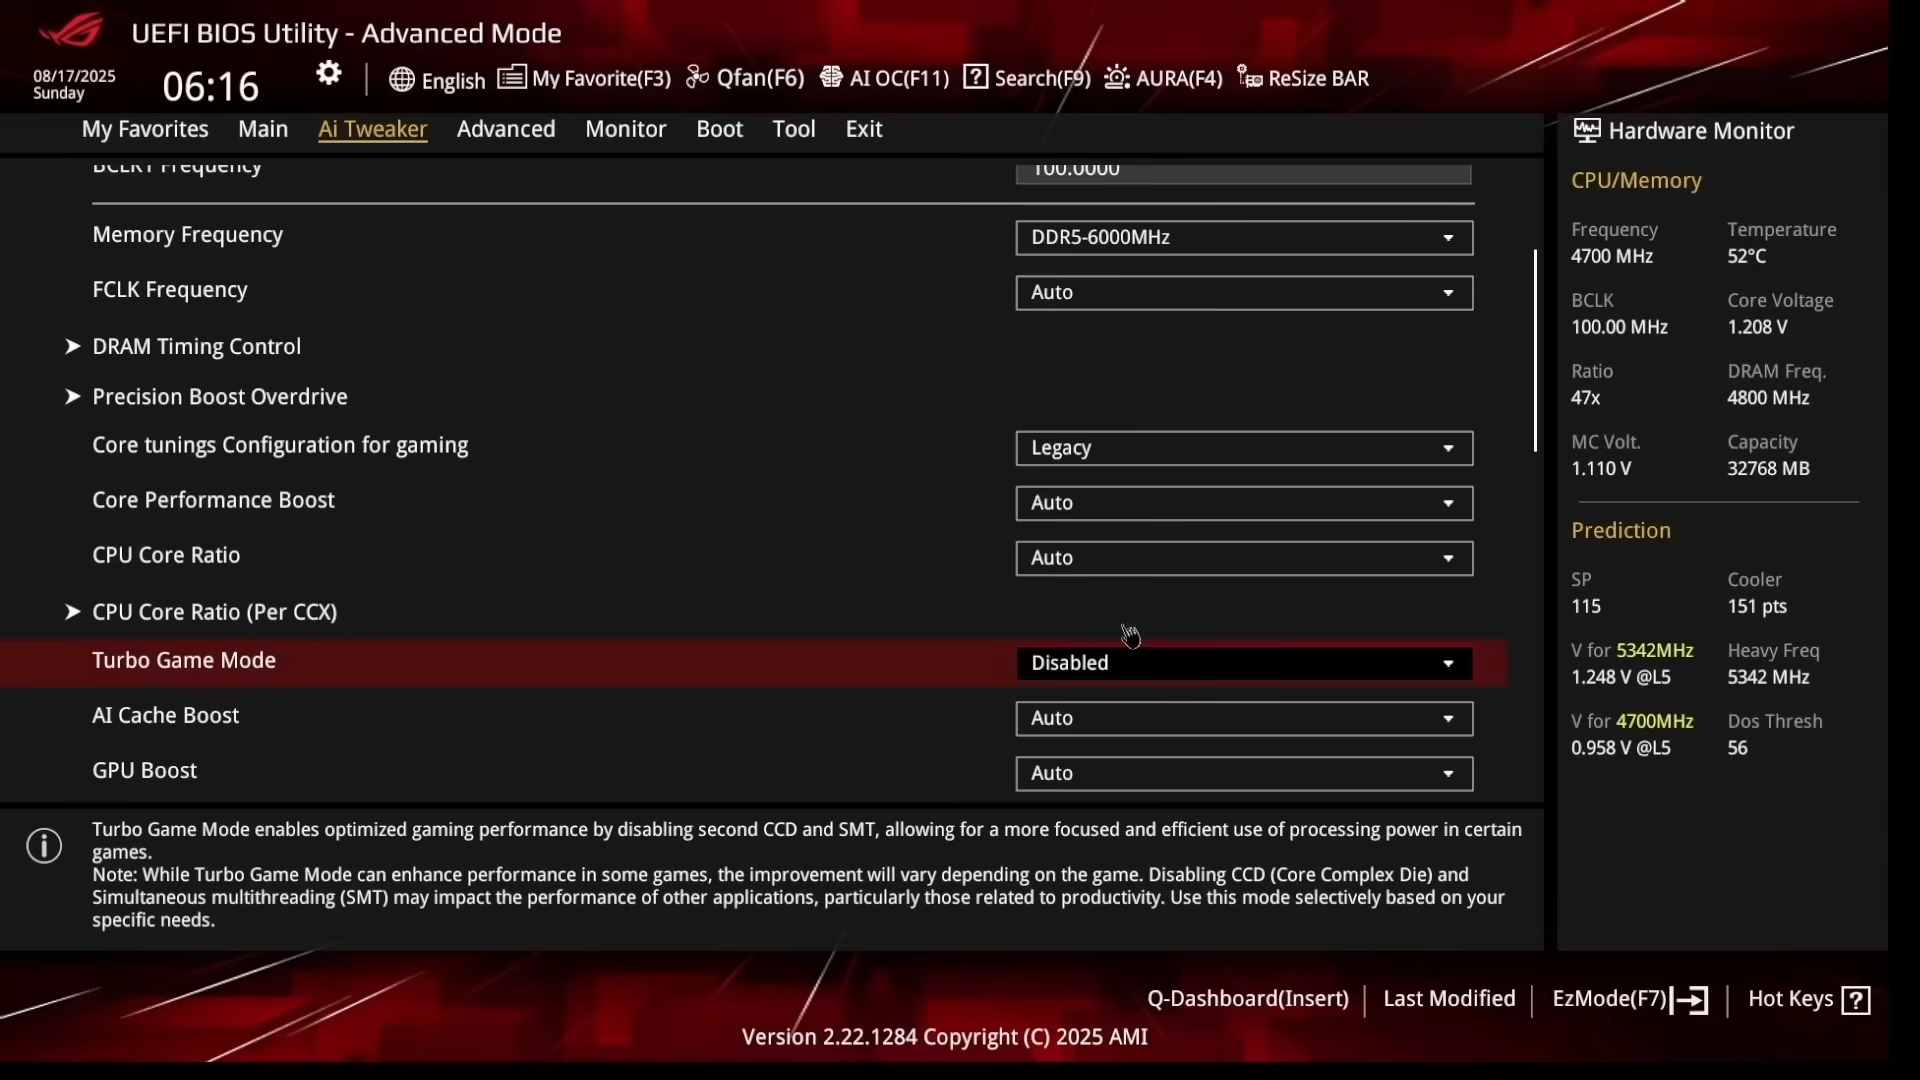 UEFI BIOS Utility - Advanced Mode
08/17/2025
Sunday
06:16
English
My Favorite(F3)
Qfan(F6)
AI OC(F11)
Search(F9)
AURA(F4)
ReSize BAR
My Favorites
Main
Ai Tweaker
Advanced
Monitor
Boot
Tool
Exit
BCLK1 Frequency
100.0000
Memory Frequency
DDR5-6000MHz
FCLK Frequency
Auto
DRAM Timing Control
Precision Boost Overdrive
Core tunings Configuration for gaming
Legacy
Core Performance Boost
Auto
CPU Core Ratio
Auto
CPU Core Ratio (Per CCX)
Turbo Game Mode
Disabled
AI Cache Boost
Auto
GPU Boost
Auto
Turbo Game Mode enables optimized gaming performance by disabling second CCD and SMT, allowing for a more focused and efficient use of processing power in certain
games.
Note: While Turbo Game Mode can enhance performance in some games, the improvement will vary depending on the game. Disabling CCD (Core Complex Die) and
Simultaneous multithreading (SMT) may impact the performance of other applications, particularly those related to productivity. Use this mode selectively based on your
specific needs.
Hardware Monitor
CPU/Memory
Frequency
Temperature
4700 MHz
52°C
BCLK
Core Voltage
100.00 MHz
1.208 V
Ratio
DRAM Freq.
47x
4800 MHz
MC Volt.
Capacity
1.110 V
32768 MB
Prediction
SP
Cooler
115
151 pts
V for 5342MHz
Heavy Freq
1.248 V @L5
5342 MHz
V for 4700MHz
Dos Thresh
0.958 V @L5
56
Q-Dashboard(Insert)
Last Modified
EzMode(F7)
Hot Keys ?
Version 2.22.1284 Copyright (C) 2025 AMI